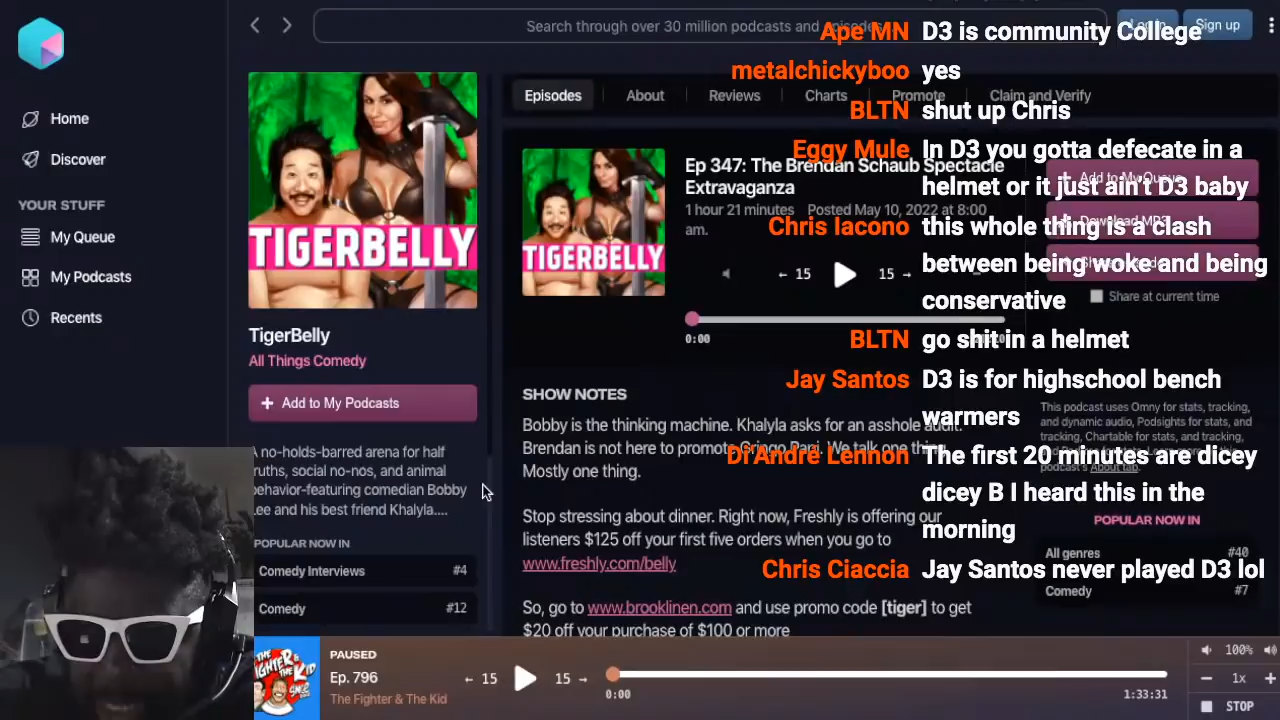 Search through over 30 million podcasts and episodes...
Log in
Sign up
Home
Discover
YOUR STUFF
My Queue
My Podcasts
Recents
TIGERBELLY
TigerBelly
All Things Comedy
+ Add to My Podcasts
A no-holds-barred arena for half
truths, social no-nos, and animal
behavior-featuring comedian Bobby
Lee and his best friend Khalyla....
POPULAR NOW IN
Comedy Interviews #4
Comedy #12
Episodes
About
Reviews
Charts
Promote
Claim and Verify
TIGERBELLY
Ep 347: The Brendan Schaub Spectacle
Extravaganza
1 hour 21 minutes Posted May 10, 2022 at 8:00
am.
← 15
15 →
0:00
+ Add to My Queue
Download MP3
Share at current time
SHOW NOTES
Bobby is the thinking machine. Khalyla asks for an asshole audit.
Brendan is not here to promote Gringo Papi. We talk one thing.
Mostly one thing.
Stop stressing about dinner. Right now, Freshly is offering our
listeners $125 off your first five orders when you go to
www.freshly.com/belly
So, go to www.brooklinen.com and use promo code [tiger] to get
$20 off your purchase of $100 or more
This podcast uses Omny for stats, tracking,
and dynamic audio, Podsights for stats, and
tracking, Chartable for stats, and
tracking,
podcast's About tab.
POPULAR NOW IN
All genres #40
Comedy #7
Ape MN D3 is community College
metalchickyboo yes
BLTN shut up Chris
Eggy Mule In D3 you gotta defecate in a
helmet or it just ain't D3 baby
Chris Iacono this whole thing is a clash
between being woke and being
conservative
BLTN go shit in a helmet
Jay Santos D3 is for highschool bench
warmers
Di'Andre Lennon The first 20 minutes are dicey
dicey B I heard this in the
morning
Chris Ciaccia Jay Santos never played D3 lol
THE
FIGHTER &
THE KID
PAUSED
Ep. 796
The Fighter & The Kid
← 15
15 →
0:00
1:33:31
100%
− 1x +
STOP